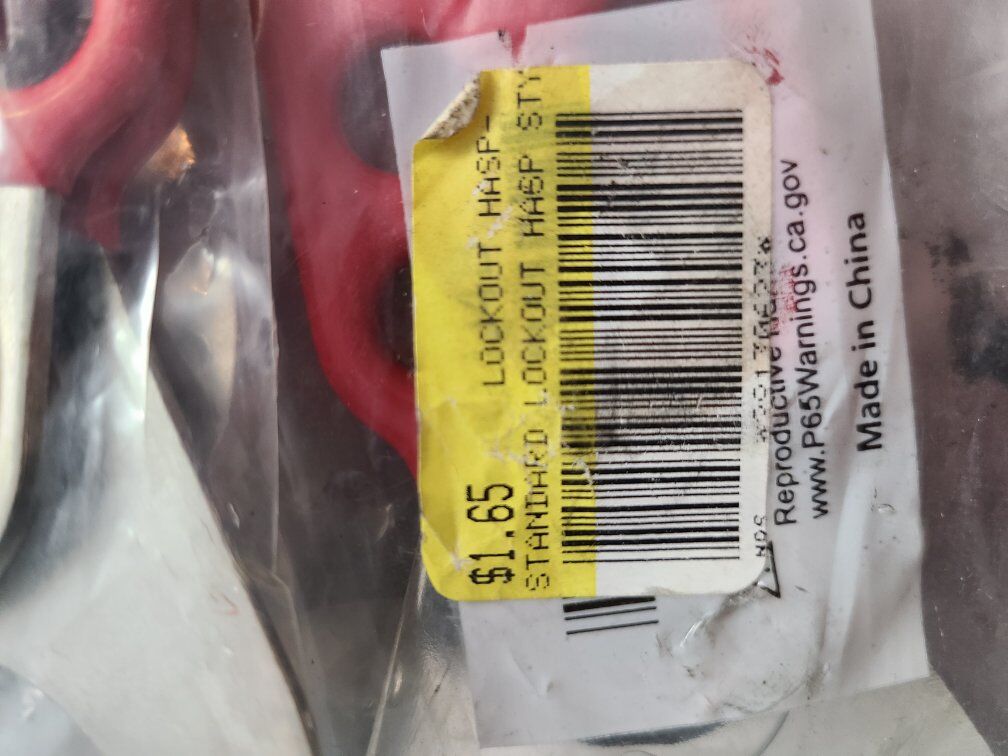 $1.65 LOCKOUT HASP-
STANDARD LOCKOUT HASP STY
Reproductive
www.P65Warnings.ca.gov
Made in China